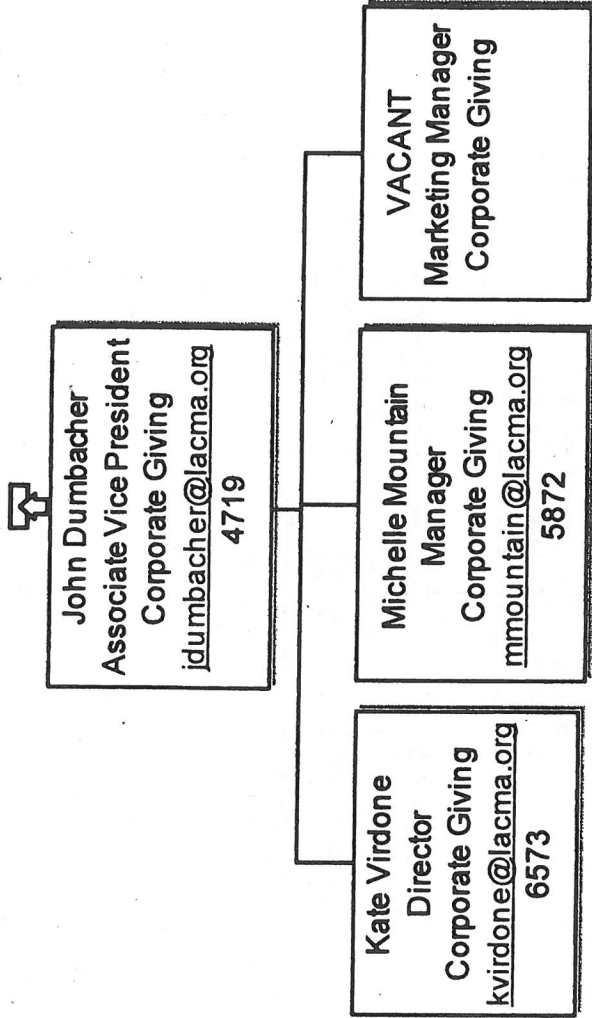 John Dumbacher
Associate Vice President
Corporate Giving
jdumbacher@lacma.org
4719
Kate Virdone
Director
Corporate Giving
kvirdone@lacma.org
6573
Michelle Mountain
Manager
Corporate Giving
mmountain@lacma.org
5872
VACANT
Marketing Manager
Corporate Giving